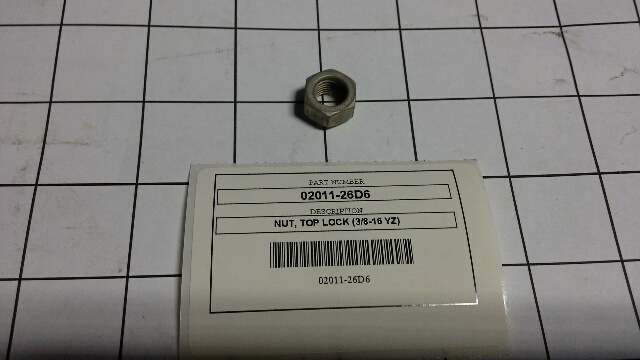 PART NUMBER
02011-26D6
DESCRIPTION
NUT, TOP LOCK (3/8-16 YZ)
02011-26D6